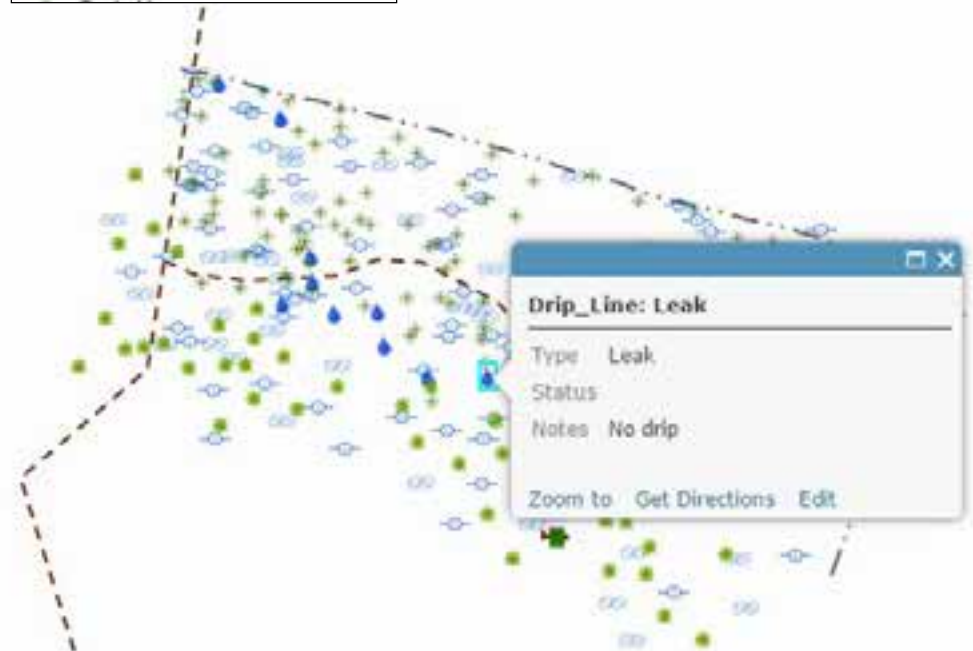 Drip_Line: Leak
Type Leak
Status
Notes No drip
Zoom to Get Directions Edit